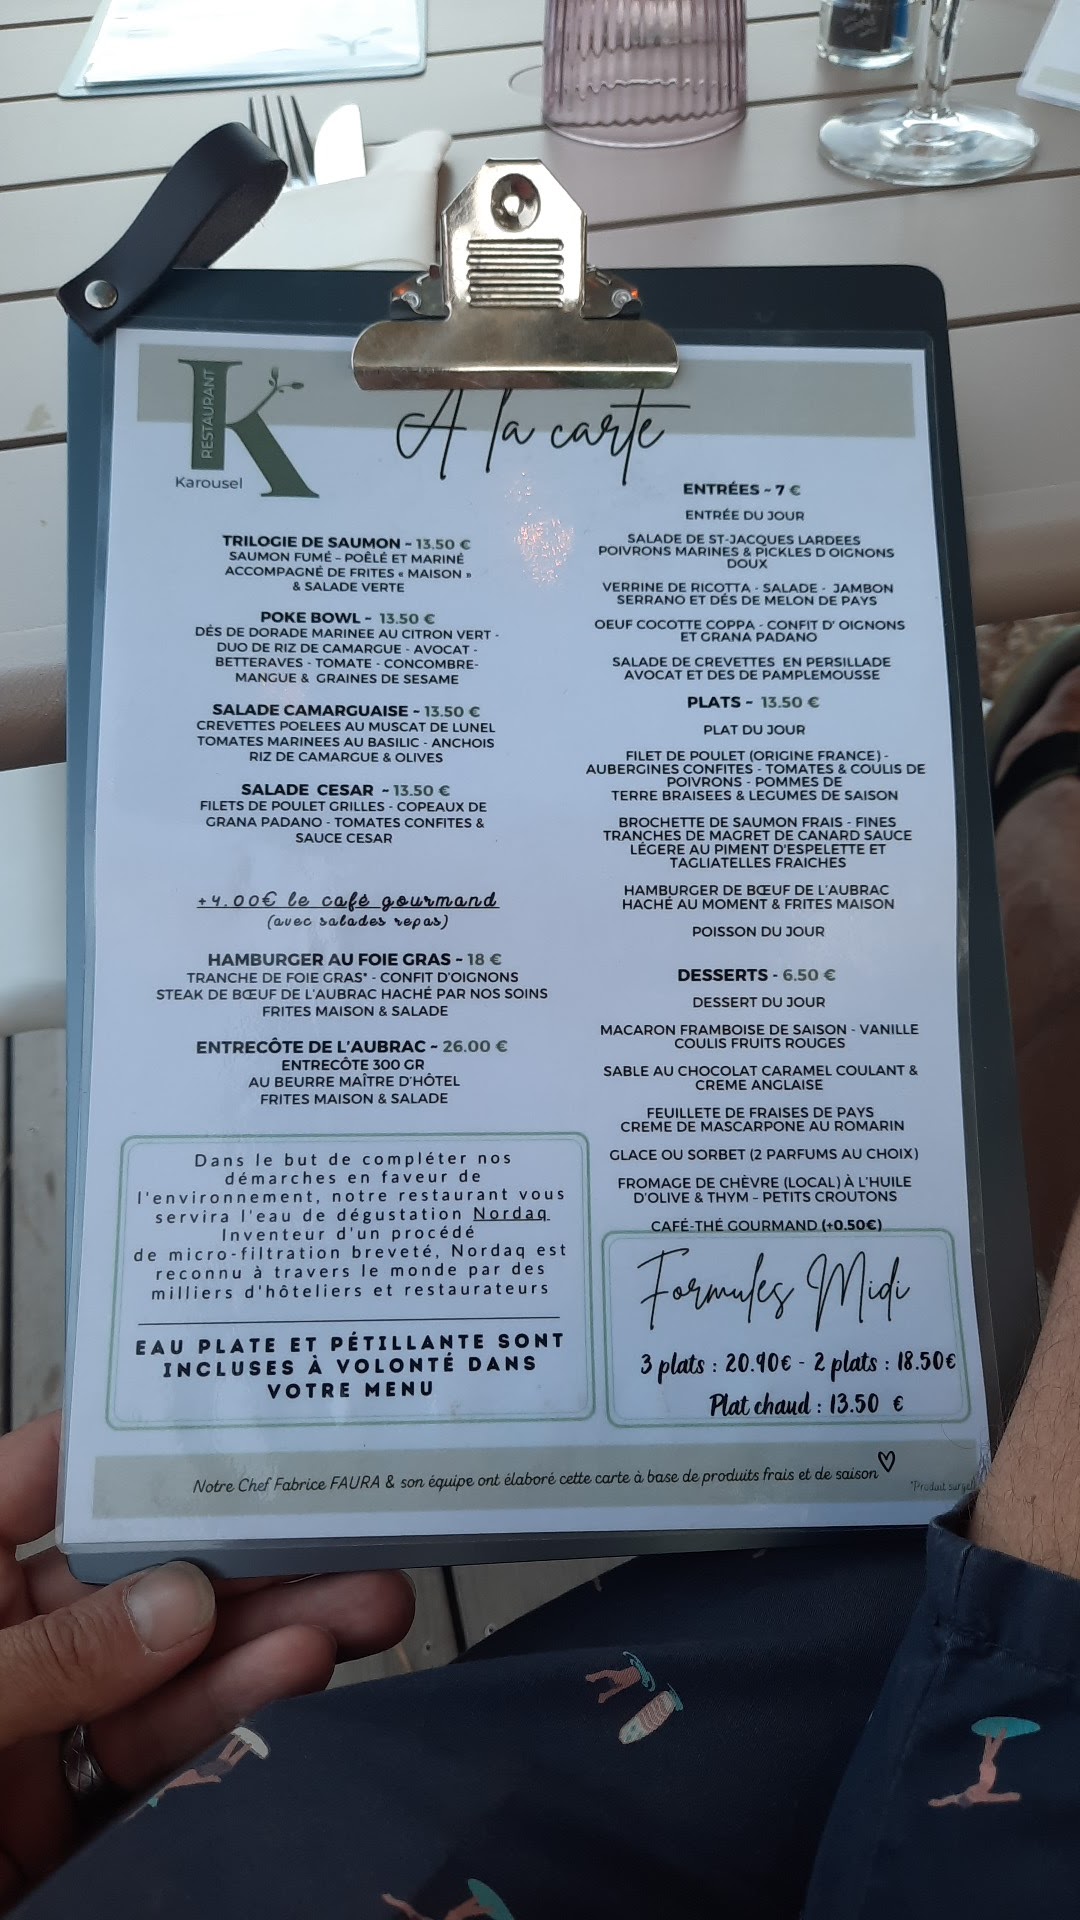 RESTAURANT
K
Karousel
A la carte
TRILOGIE DE SAUMON ~ 13.50 €
SAUMON FUMÉ – POÊLÉ ET MARINÉ
ACCOMPAGNÉ DE FRITES « MAISON »
& SALADE VERTE
POKE BOWL ~ 13.50 €
DÉS DE DORADE MARINEE AU CITRON VERT -
DUO DE RIZ DE CAMARGUE - AVOCAT -
BETTERAVES - TOMATE - CONCOMBRE-
MANGUE & GRAINES DE SESAME
SALADE CAMARGUAISE ~ 13.50 €
CREVETTES POELEES AU MUSCAT DE LUNEL
TOMATES MARINEES AU BASILIC - ANCHOIS
RIZ DE CAMARGUE & OLIVES
SALADE CESAR ~ 13.50 €
FILETS DE POULET GRILLES - COPEAUX DE
GRANA PADANO - TOMATES CONFITES &
SAUCE CESAR
+4.00€ le café gourmand
(avec salades repas)
HAMBURGER AU FOIE GRAS ~ 18 €
TRANCHE DE FOIE GRAS* - CONFIT D'OIGNONS
STEAK DE BŒUF DE L'AUBRAC HACHÉ PAR NOS SOINS
FRITES MAISON & SALADE
ENTRECÔTE DE L'AUBRAC ~ 26.00 €
ENTRECÔTE 300 GR
AU BEURRE MAÎTRE D'HÔTEL
FRITES MAISON & SALADE
Dans le but de compléter nos
démarches en faveur de
l'environnement, notre restaurant vous
servira l'eau de dégustation Nordaq
Inventeur d'un procédé
de micro-filtration breveté, Nordaq est
reconnu à travers le monde par des
milliers d'hôteliers et restaurateurs
EAU PLATE ET PÉTILLANTE SONT
INCLUSES À VOLONTÉ DANS
VOTRE MENU
ENTRÉES ~ 7 €
ENTRÉE DU JOUR
SALADE DE ST-JACQUES LARDEES
POIVRONS MARINES & PICKLES D OIGNONS
DOUX
VERRINE DE RICOTTA - SALADE - JAMBON
SERRANO ET DÉS DE MELON DE PAYS
OEUF COCOTTE COPPA - CONFIT D' OIGNONS
ET GRANA PADANO
SALADE DE CREVETTES EN PERSILLADE
AVOCAT ET DES DE PAMPLEMOUSSE
PLATS ~ 13.50 €
PLAT DU JOUR
FILET DE POULET (ORIGINE FRANCE) -
AUBERGINES CONFITES - TOMATES & COULIS DE
POIVRONS - POMMES DE
TERRE BRAISEES & LEGUMES DE SAISON
BROCHETTE DE SAUMON FRAIS - FINES
TRANCHES DE MAGRET DE CANARD SAUCE
LÉGERE AU PIMENT D'ESPELETTE ET
TAGLIATELLES FRAICHES
HAMBURGER DE BŒUF DE L'AUBRAC
HACHÉ AU MOMENT & FRITES MAISON
POISSON DU JOUR
DESSERTS - 6.50 €
DESSERT DU JOUR
MACARON FRAMBOISE DE SAISON - VANILLE
COULIS FRUITS ROUGES
SABLE AU CHOCOLAT CARAMEL COULANT &
CREME ANGLAISE
FEUILLETE DE FRAISES DE PAYS
CREME DE MASCARPONE AU ROMARIN
GLACE OU SORBET (2 PARFUMS AU CHOIX)
FROMAGE DE CHÈVRE (LOCAL) À L'HUILE
D'OLIVE & THYM – PETITS CROUTONS
CAFÉ-THÉ GOURMAND (+0.50€)
Formules Midi
3 plats : 20.90€ - 2 plats : 18.50€
Plat chaud : 13.50 €
Notre Chef Fabrice FAURA & son équipe ont élaboré cette carte à base de produits frais et de saison
*Produit